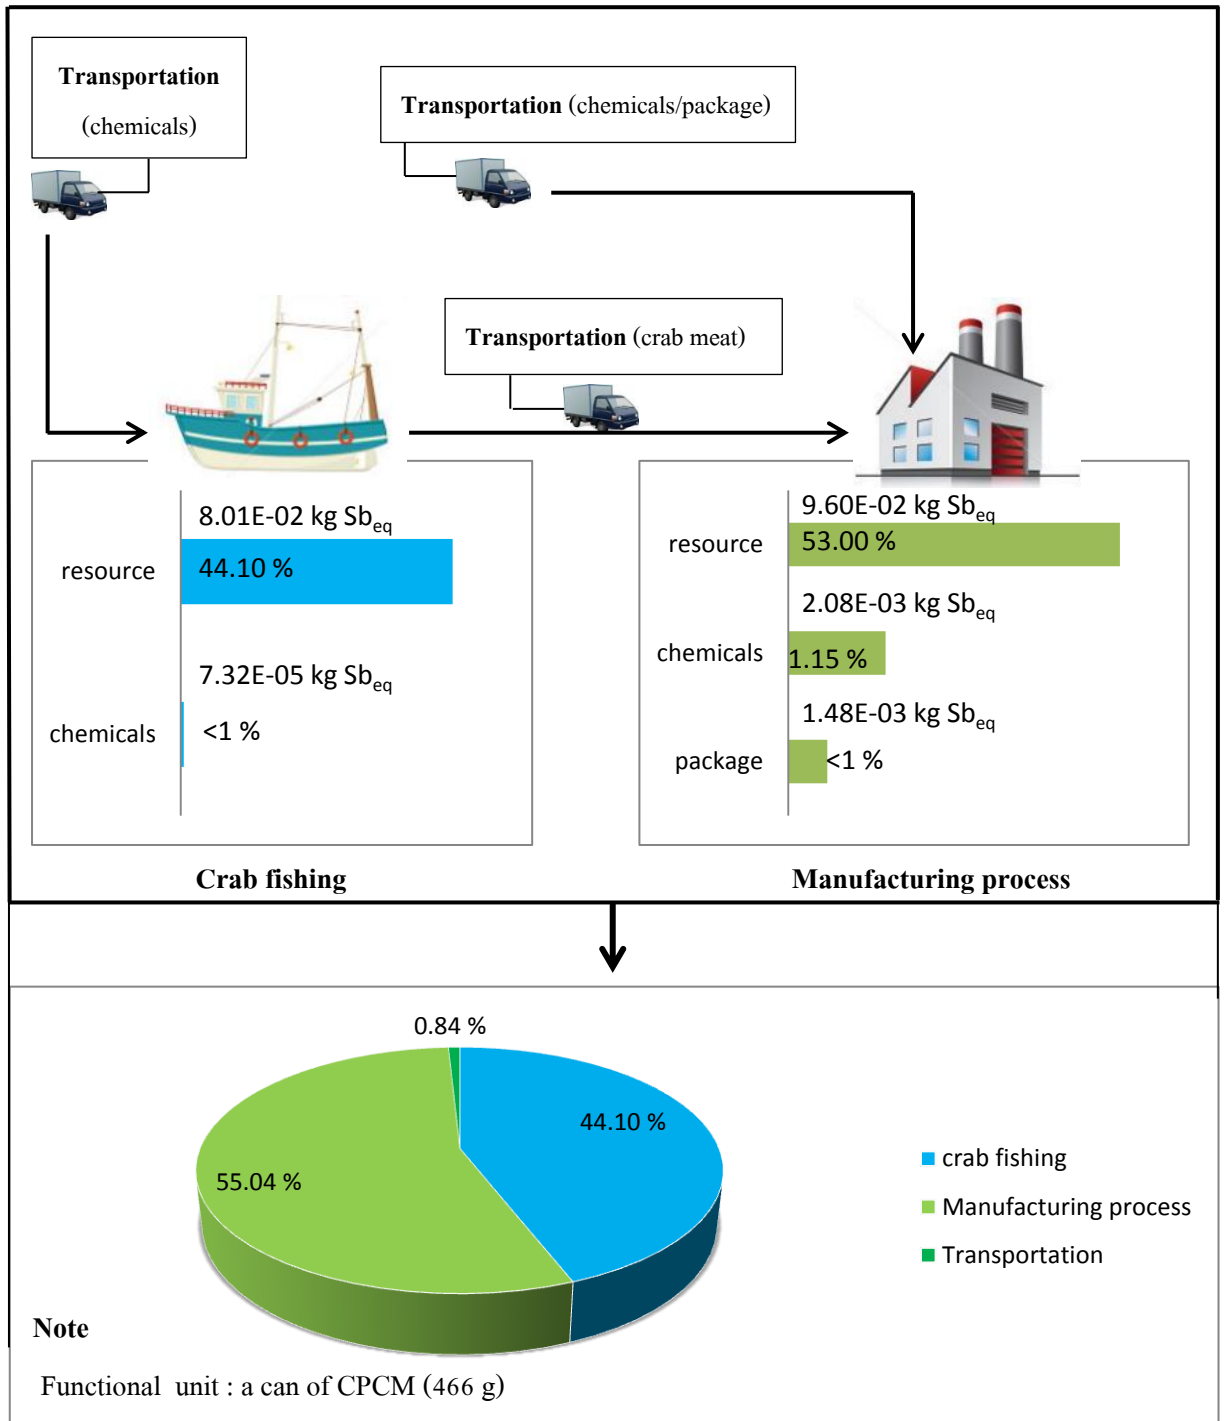 Transportation
(chemicals)
Transportation (chemicals/package)
Transportation (crab meat)
8.01E-02 kg Sbeq
resource
44.10 %
7.32E-05 kg Sbeq
chemicals
<1 %
Crab fishing
9.60E-02 kg Sbeq
resource
53.00 %
2.08E-03 kg Sbeq
chemicals
1.15 %
1.48E-03 kg Sbeq
package
<1 %
Manufacturing process
0.84 %
44.10 %
55.04 %
crab fishing
Manufacturing process
Transportation
Note
Functional unit : a can of CPCM (466 g)